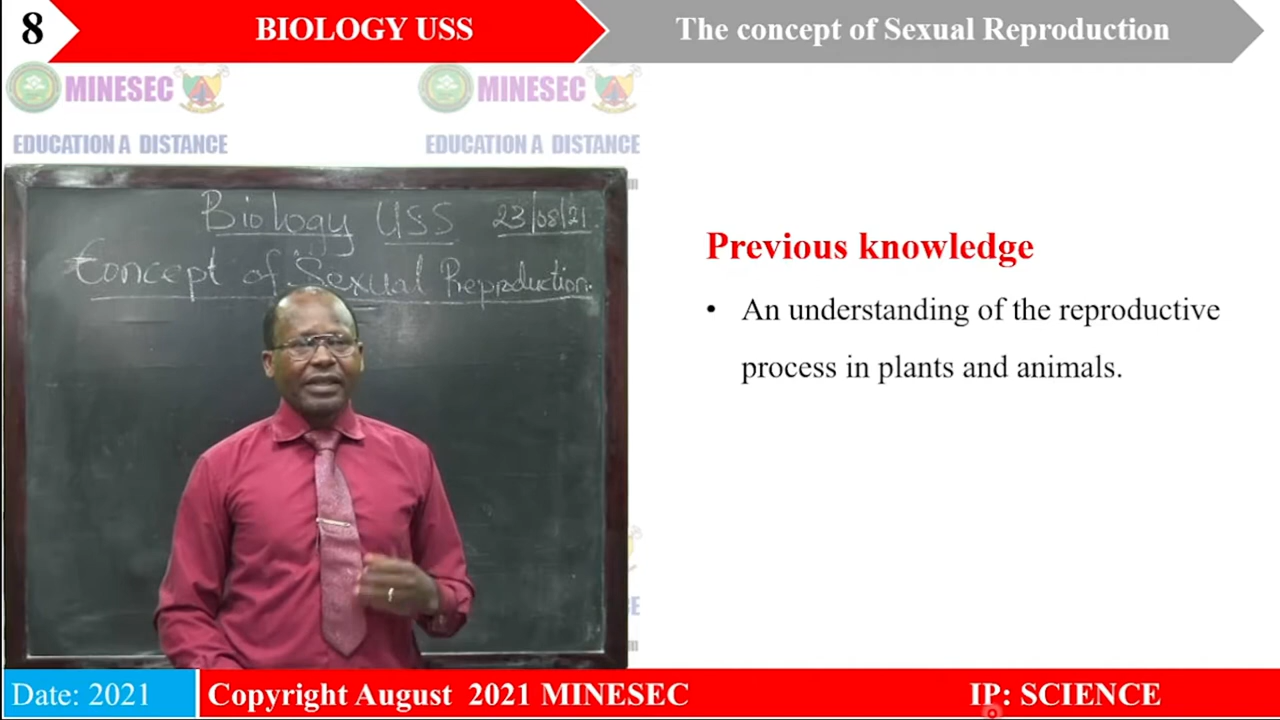 8
BIOLOGY USS
The concept of Sexual Reproduction
MINESEC
MINESEC
EDUCATION A DISTANCE
EDUCATION A DISTANCE
Biology USS 23/08/21
Concept of Sexual Reproduction.
Previous knowledge
• An understanding of the reproductive
process in plants and animals.
Date: 2021
Copyright August 2021 MINESEC
IP: SCIENCE